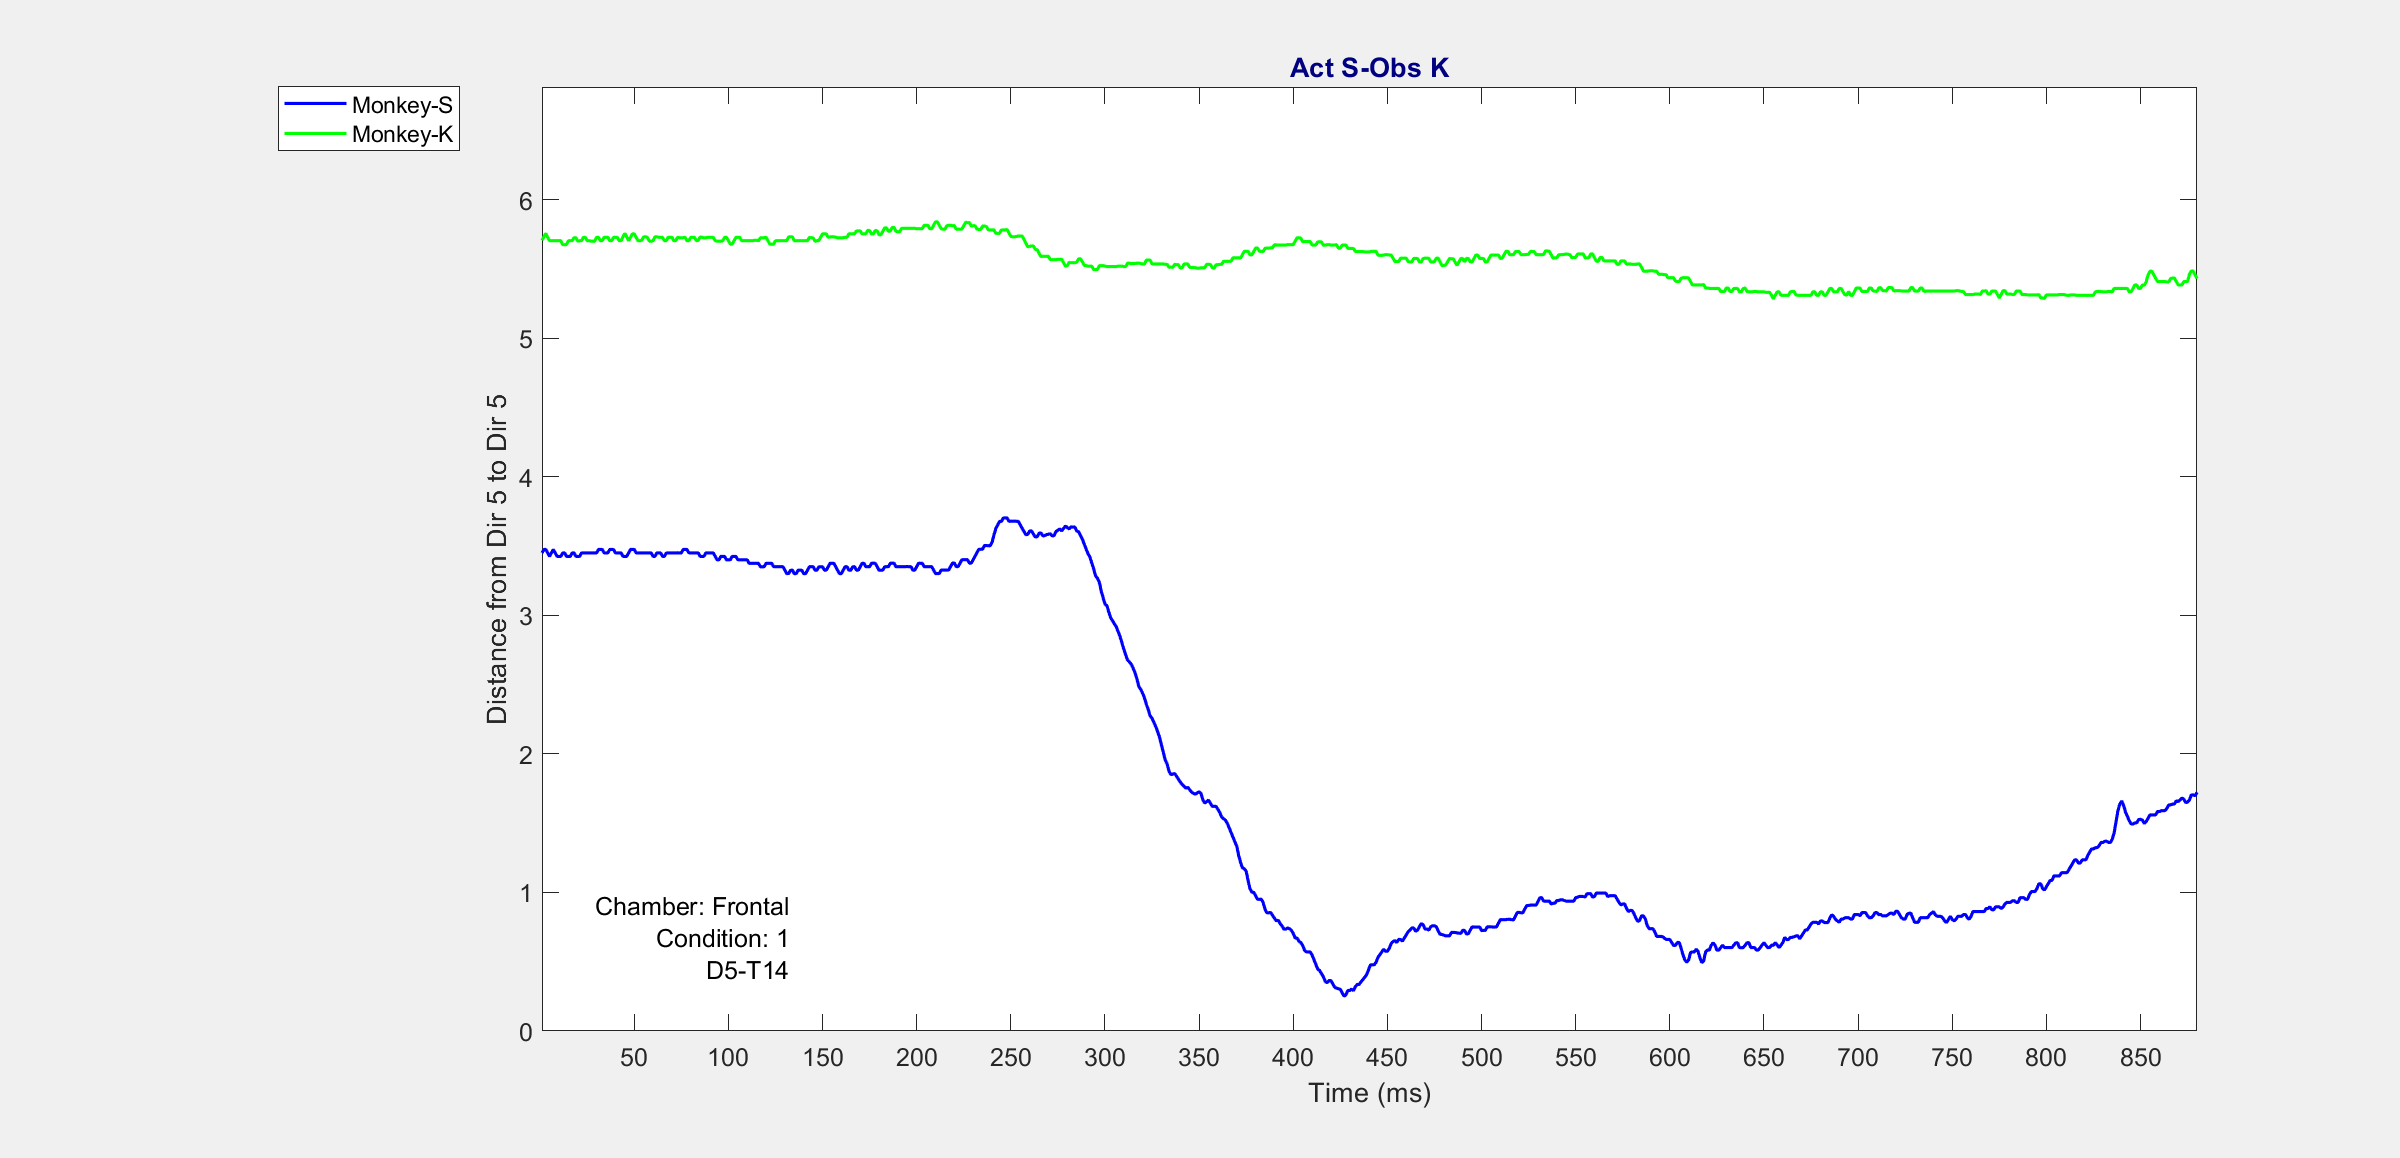 Act S-Obs K
Monkey-S
Monkey-K
Distance from Dir 5 to Dir 5
6
5
4
3
2
1
0
Chamber: Frontal
Condition: 1
D5-T14
50 100 150 200 250 300 350 400 450 500 550 600 650 700 750 800 850
Time (ms)